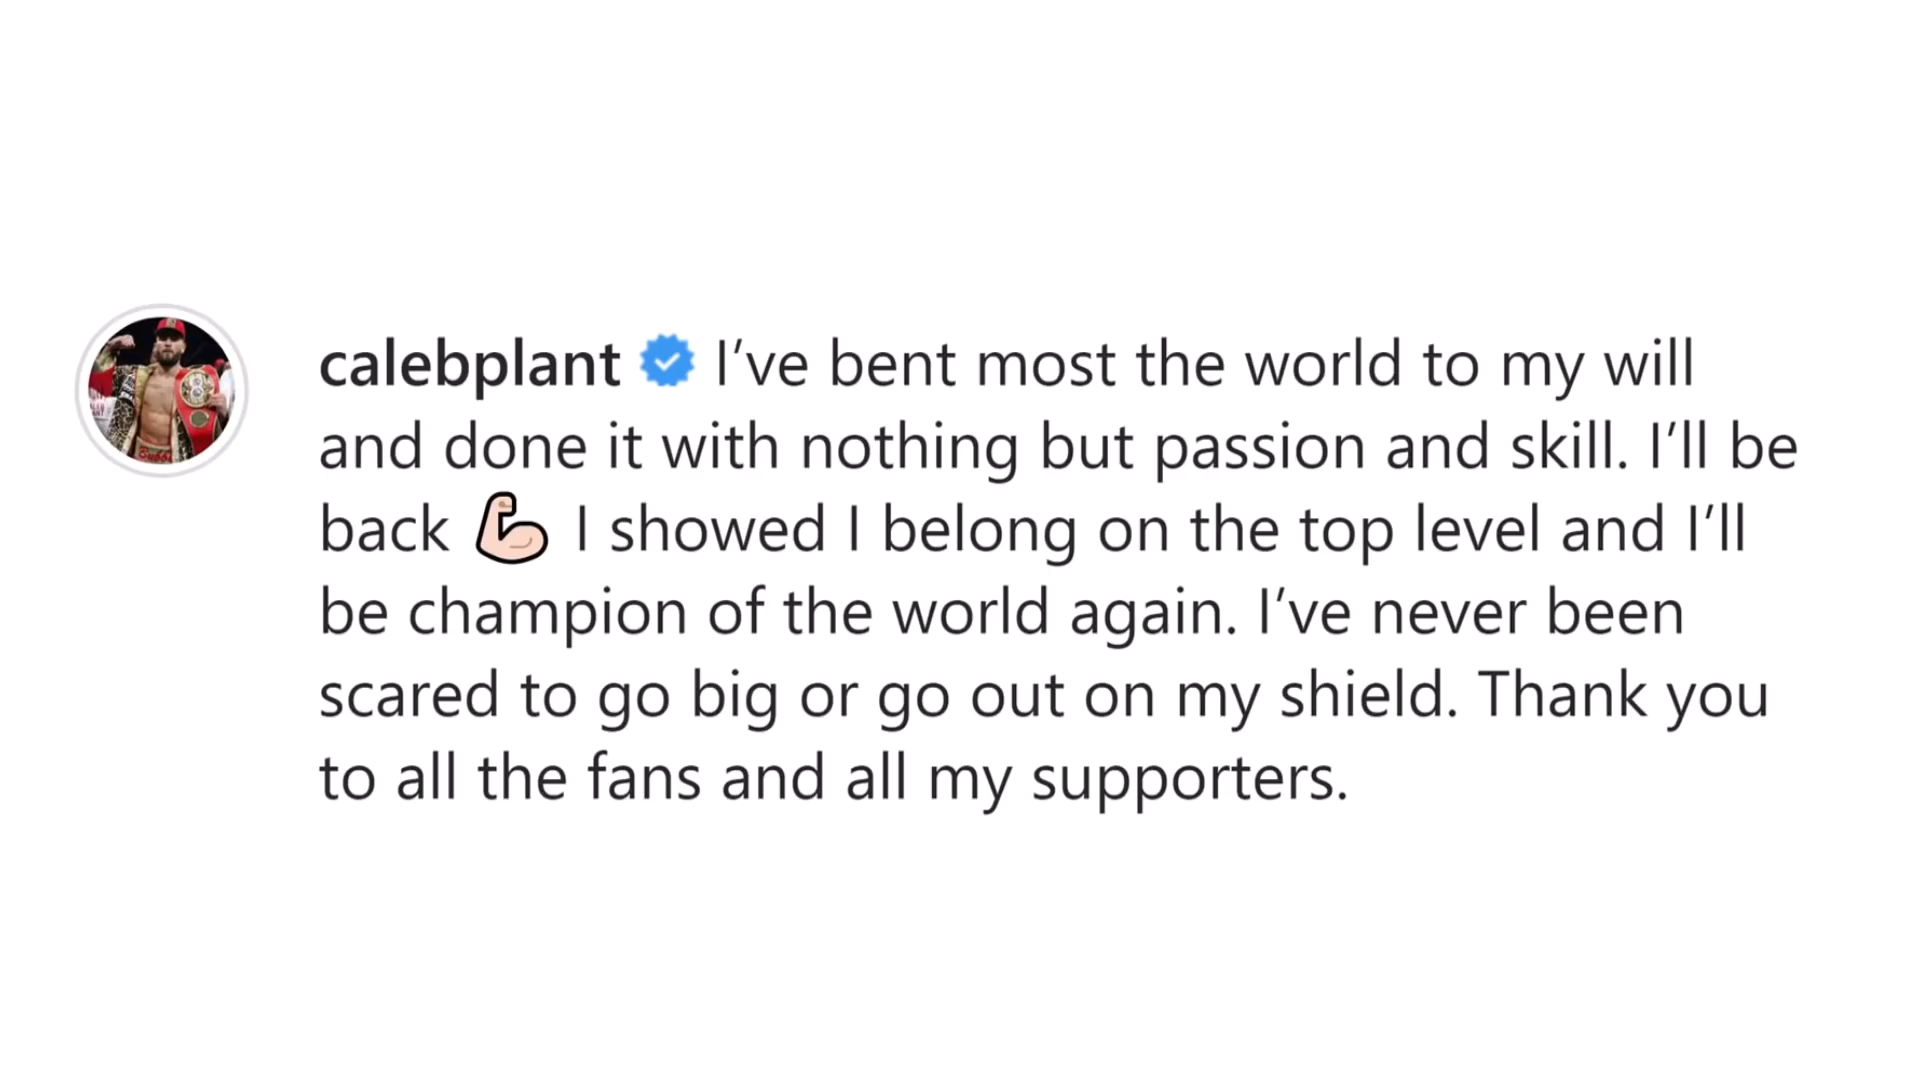 calebplant I’ve bent most the world to my will
and done it with nothing but passion and skill. I’ll be
back 💪🏻 I showed I belong on the top level and I’ll
be champion of the world again. I’ve never been
scared to go big or go out on my shield. Thank you
to all the fans and all my supporters.